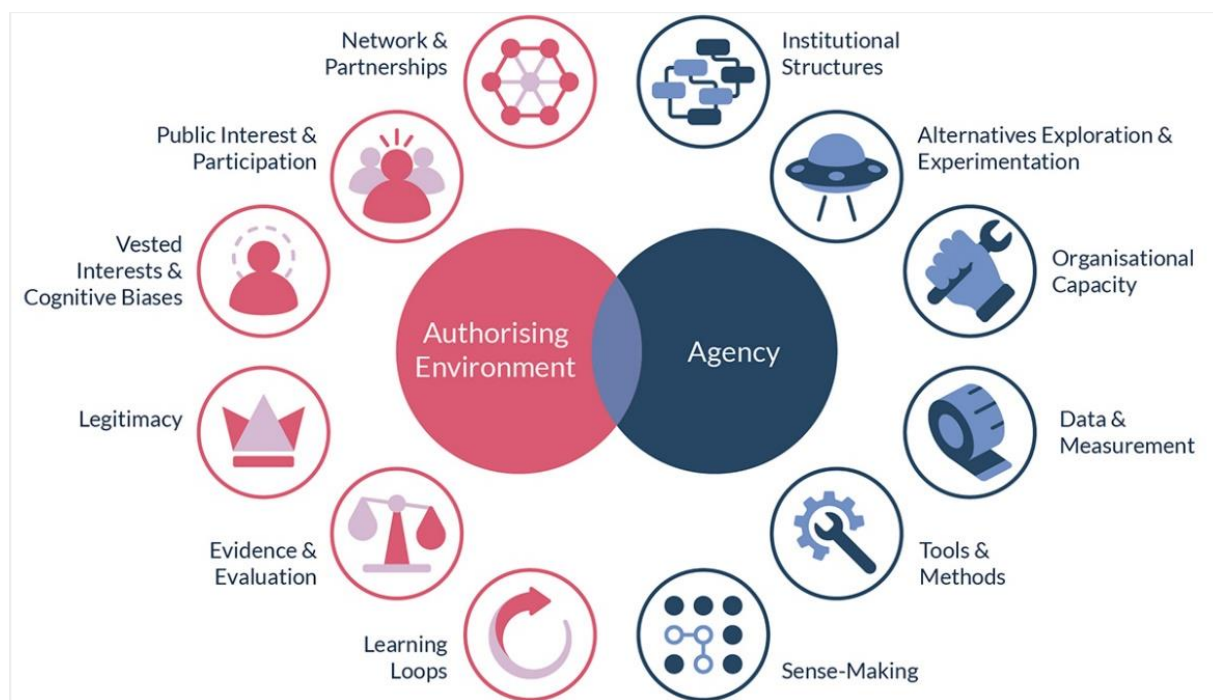 Network &
Partnerships
Institutional
Structures
Public Interest &
Participation
Alternatives Exploration &
Experimentation
Vested
Interests &
Cognitive Biases
Organisational
Capacity
Authorising
Environment
Agency
Legitimacy
Data &
Measurement
Evidence &
Evaluation
Tools &
Methods
Learning
Loops
Sense-Making